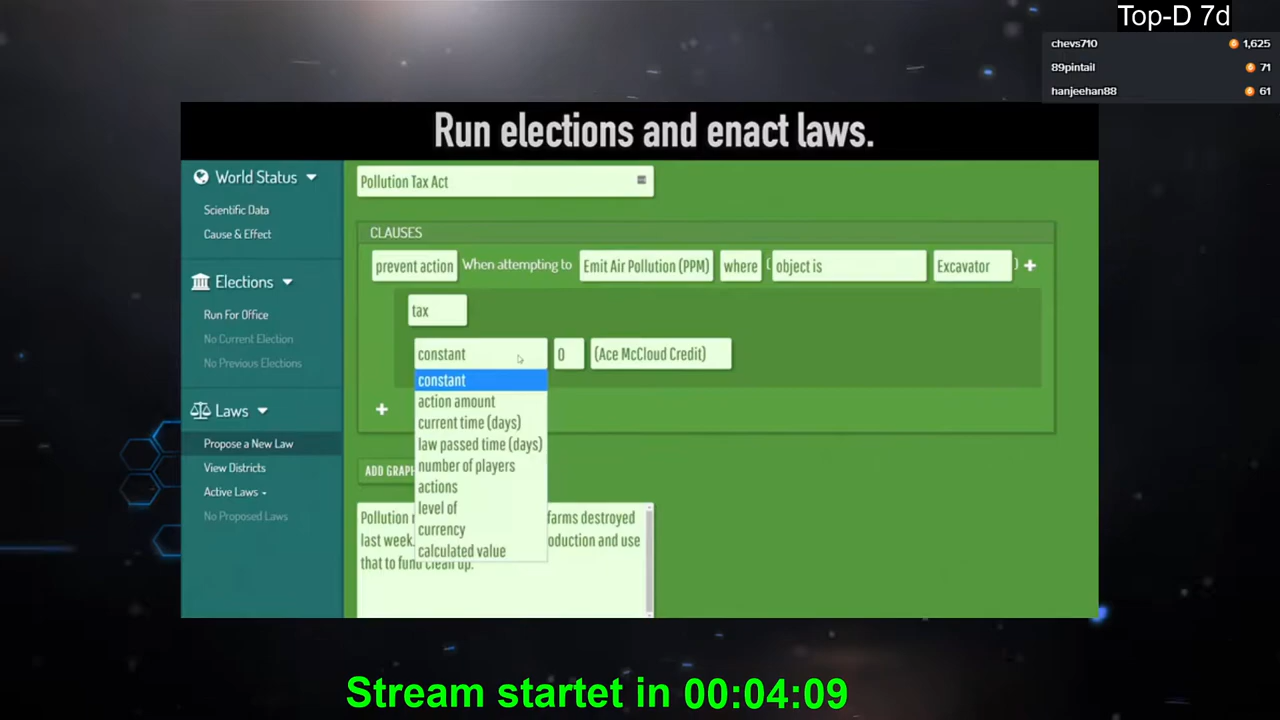 Top-D 7d
chevs710 1,625
89pintail 71
hanjeehan88 61
Run elections and enact laws.
World Status
Scientific Data
Cause & Effect
Elections
Run For Office
No Current Election
No Previous Elections
Laws
Propose a New Law
View Districts
Active Laws
No Proposed Laws
Pollution Tax Act
CLAUSES
prevent action When attempting to Emit Air Pollution (PPM) where ( object is Excavator ) +
tax
constant 0 (Ace McCloud Credit)
constant
action amount
current time (days)
law passed time (days)
number of players
actions
level of
currency
calculated value
+
ADD GRAPH
Pollution farms destroyed
last week. oduction and use
that to fund clean up.
Stream startet in 00:04:09